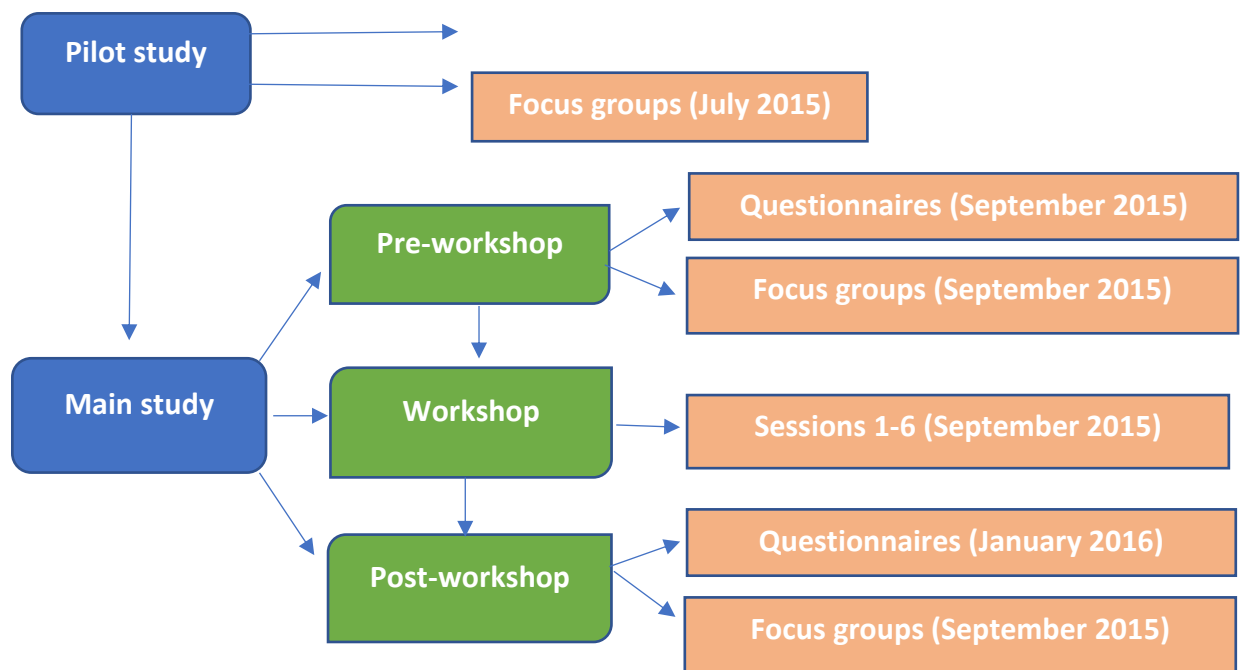 Pilot study
Focus groups (July 2015)
Questionnaires (September 2015)
Pre-workshop
Focus groups (September 2015)
Main study
Workshop
Sessions 1-6 (September 2015)
Questionnaires (January 2016)
Post-workshop
Focus groups (September 2015)